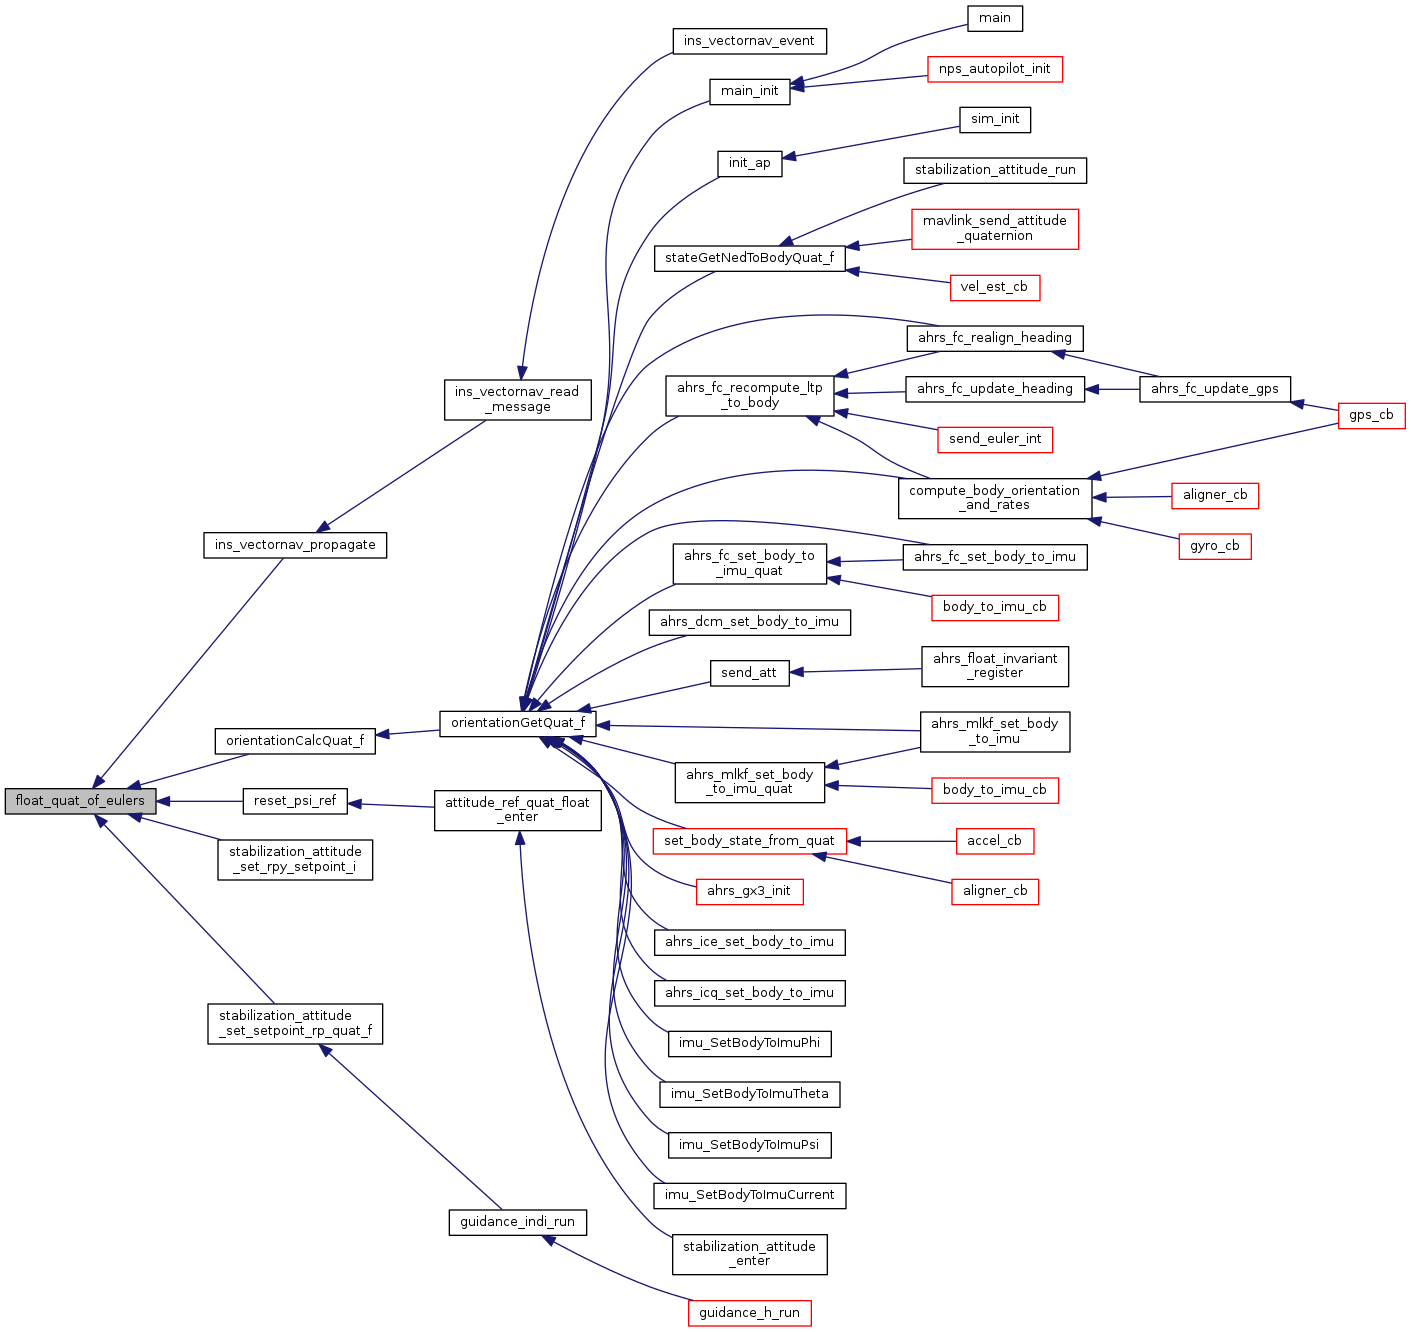 main
ins_vectornav_event
nps_autopilot_init
main_init
sim_init
init_ap
stabilization_attitude_run
mavlink_send_attitude
_quaternion
stateGetNedToBodyQuat_f
vel_est_cb
ahrs_fc_realign_heading
ahrs_fc_recompute_ltp
_to_body
ahrs_fc_update_heading
ahrs_fc_update_gps
gps_cb
ins_vectornav_read
_message
send_euler_int
compute_body_orientation
_and_rates
aligner_cb
gyro_cb
ins_vectornav_propagate
ahrs_fc_set_body_to
_imu_quat
ahrs_fc_set_body_to_imu
body_to_imu_cb
ahrs_dcm_set_body_to_imu
ahrs_float_invariant
_register
send_att
orientationGetQuat_f
ahrs_mlkf_set_body
_to_imu
orientationCalcQuat_f
ahrs_mlkf_set_body
_to_imu_quat
body_to_imu_cb
float_quat_of_eulers
reset_psi_ref
attitude_ref_quat_float
_enter
set_body_state_from_quat
accel_cb
stabilization_attitude
_set_rpy_setpoint_i
ahrs_gx3_init
aligner_cb
ahrs_ice_set_body_to_imu
ahrs_icq_set_body_to_imu
stabilization_attitude
_set_setpoint_rp_quat_f
imu_SetBodyToImuPhi
imu_SetBodyToImuTheta
imu_SetBodyToImuPsi
imu_SetBodyToImuCurrent
guidance_indi_run
stabilization_attitude
_enter
guidance_h_run